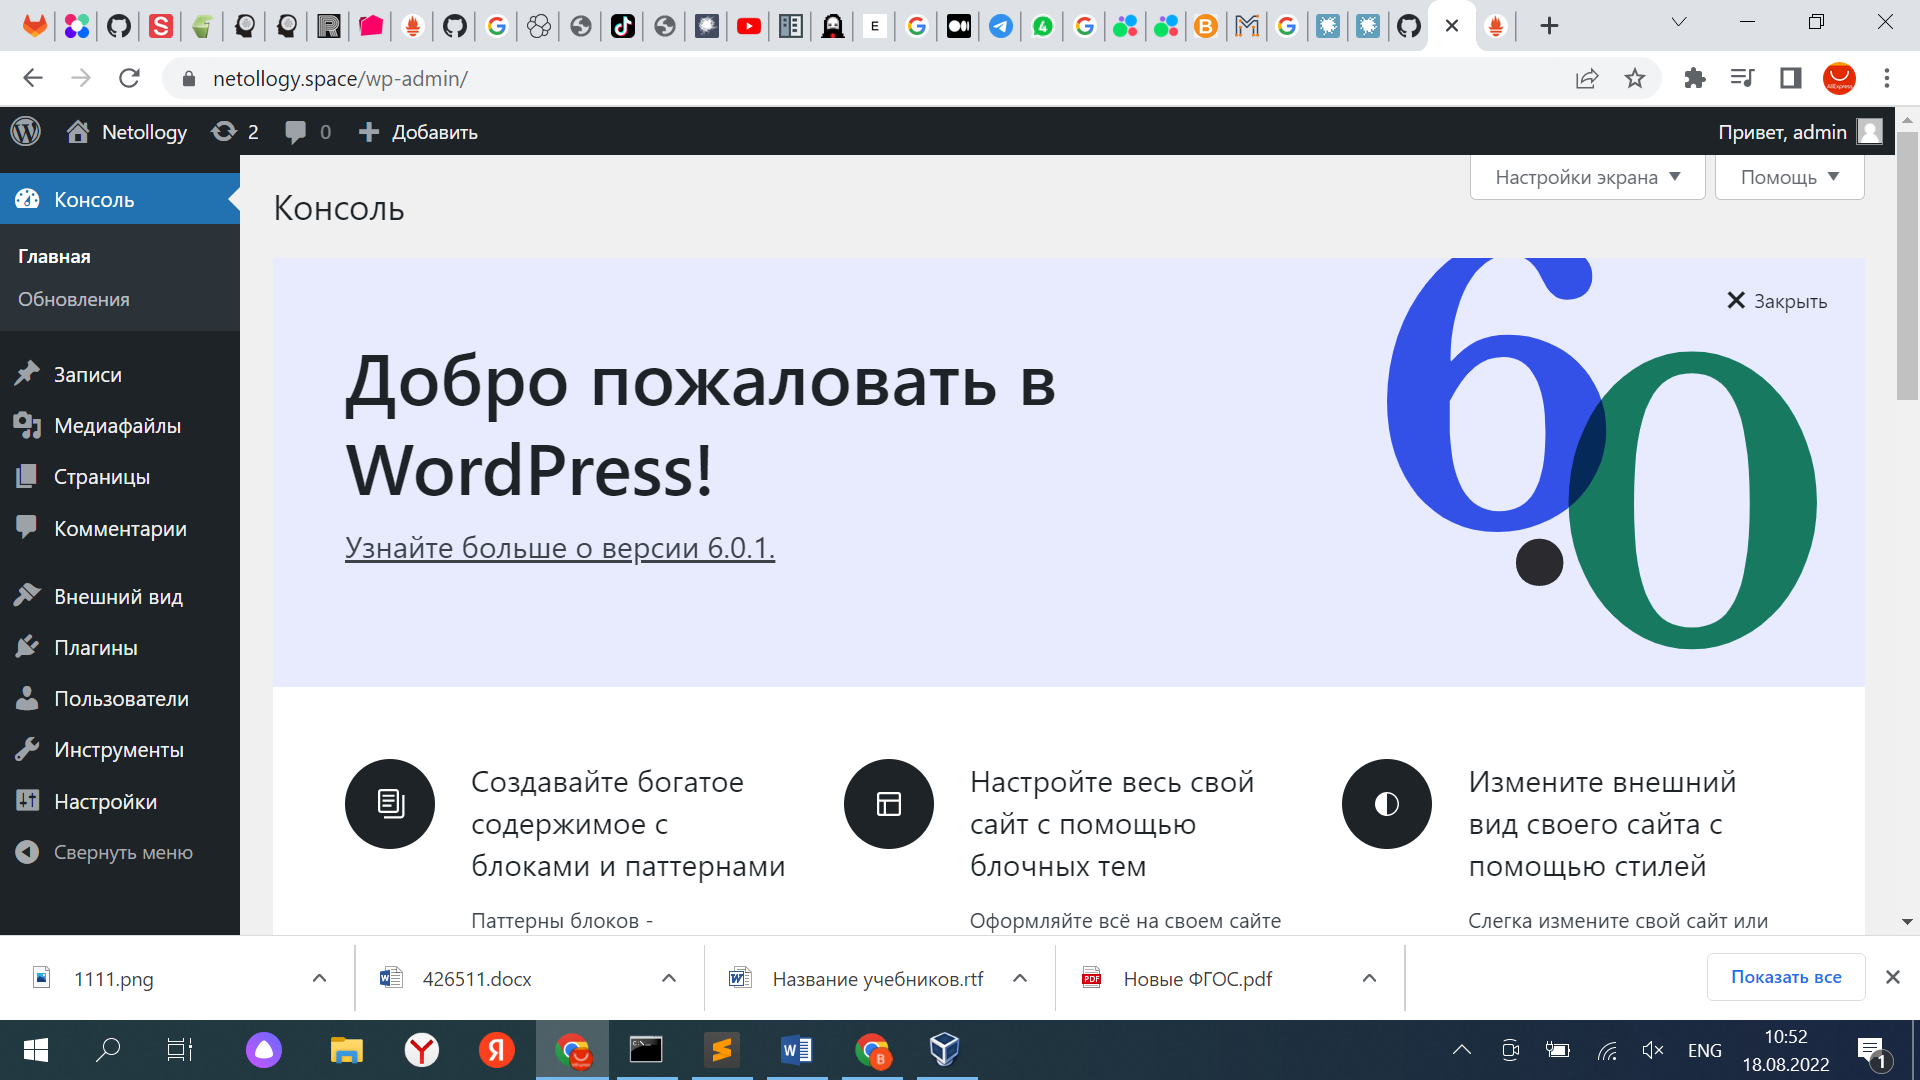 netollogy.space/wp-admin/
Netollogy
2
0
Добавить
Привет, admin
Консоль
Главная
Обновления
Записи
Медиафайлы
Страницы
Комментарии
Внешний вид
Плагины
Пользователи
Инструменты
Настройки
Свернуть меню
Настройки экрана
Помощь
Консоль
Закрыть
6.0
Добро пожаловать в
WordPress!
Узнайте больше о версии 6.0.1.
Создавайте богатое
содержимое с
блоками и паттернами
Паттерны блоков -
Настройте весь свой
сайт с помощью
блочных тем
Оформляйте всё на своем сайте
Измените внешний
вид своего сайта с
помощью стилей
Слегка измените свой сайт или
1111.png
426511.docx
Название учебников.rtf
Новые ФГОС.pdf
Показать все
ENG
10:52
18.08.2022
1